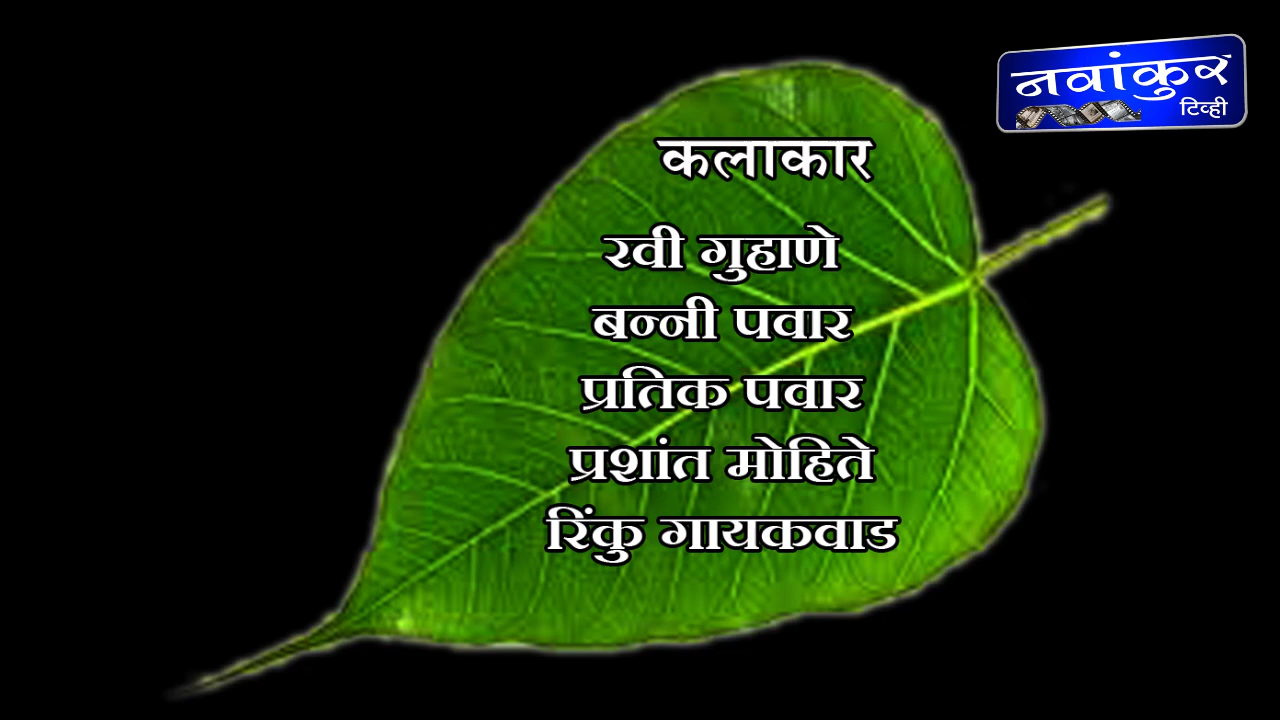 नवांकुर
टिव्ही
कलाकार
रवी गुहाणे
बन्नी पवार
प्रतिक पवार
प्रशांत मोहिते
रिंकु गायकवाड